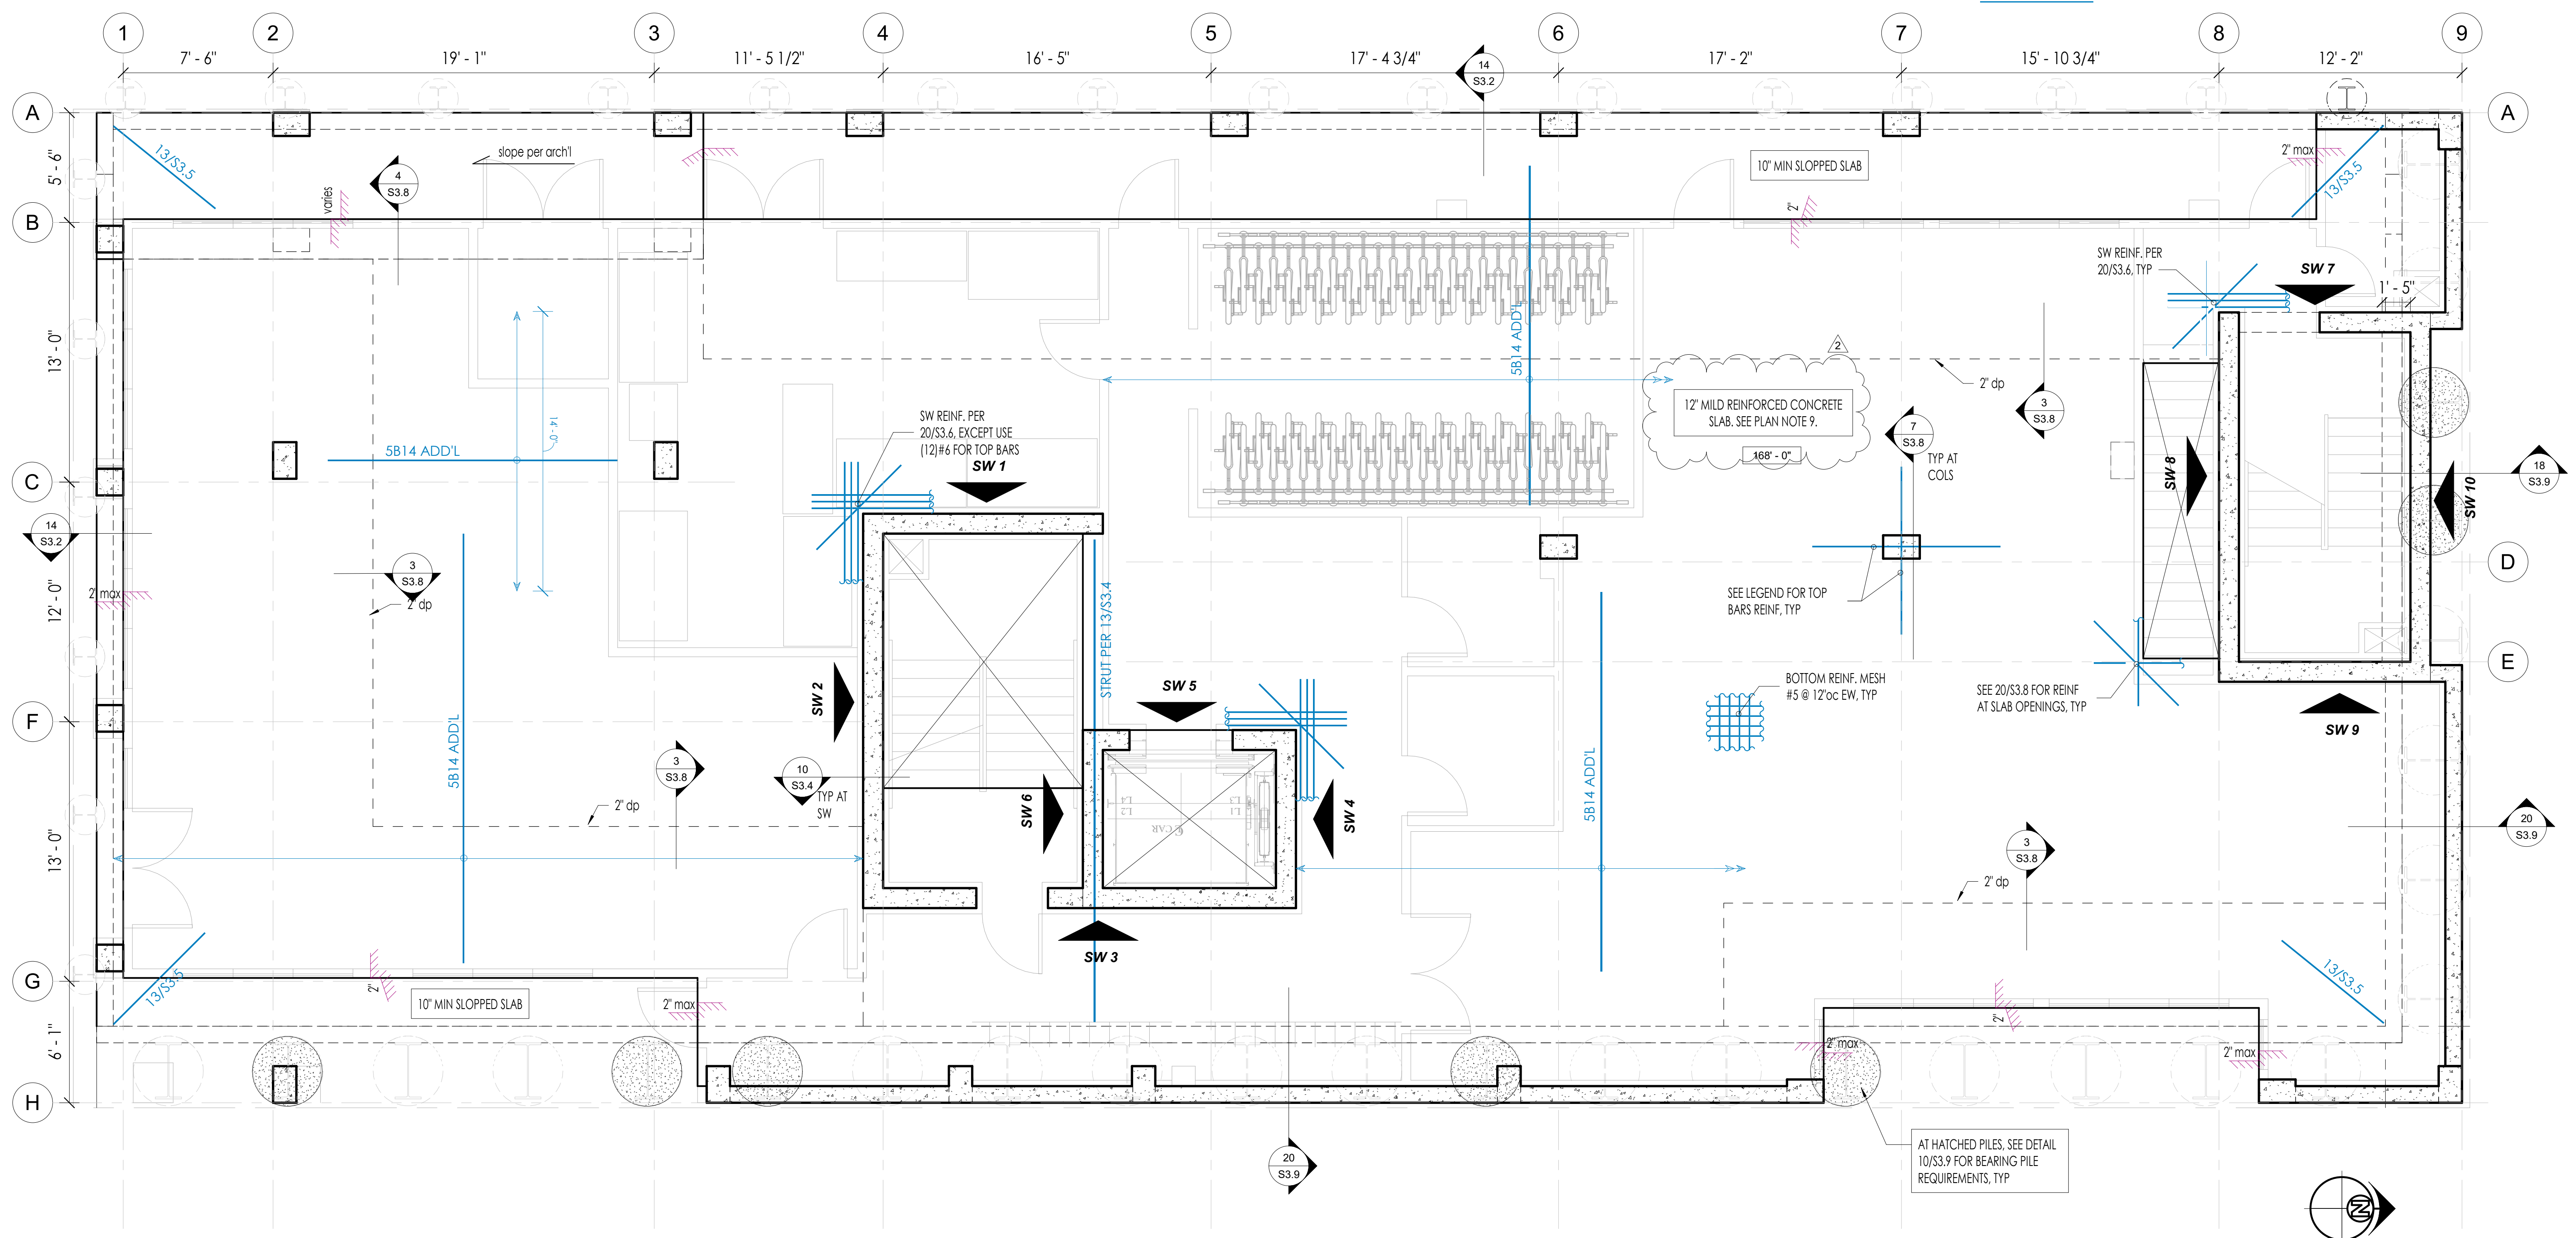 1
2
3
4
5
6
7
8
9
7' - 6"
19' - 1"
11' - 5 1/2"
16' - 5"
17' - 4 3/4"
17' - 2"
15' - 10 3/4"
12' - 2"
14
S3.2
A
A
5' - 6"
13/S3.5
slope per arch'l
4
S3.8
varies
10" MIN SLOPPED SLAB
2" max
13/S3.5
2"
B
SW REINF. PER
20/S3.6, TYP
SW 7
1' - 5"
13' - 0"
5B14 ADD'L
2
12" MILD REINFORCED CONCRETE
SLAB. SEE PLAN NOTE 9.
168' - 0"
2" dp
3
S3.8
7
S3.8
TYP AT
COLS
14' - 0"
5B14 ADD'L
SW REINF. PER
20/S3.6, EXCEPT USE
(12)#6 FOR TOP BARS
SW 1
C
SW 8
SW 10
18
S3.9
14
S3.2
D
3
S3.8
2" dp
2" max
12' - 0"
SEE LEGEND FOR TOP
BARS REINF, TYP
STRUT PER 13/S3.4
E
SW 2
SW 5
BOTTOM REINF. MESH
#5 @ 12"oc EW, TYP
SEE 20/S3.8 FOR REINF
AT SLAB OPENINGS, TYP
SW 9
F
5B14 ADD'L
3
S3.8
10
S3.4
TYP AT
SW
2" dp
SW 6
L4
L2
L3
L1
CAR
SW 4
5B14 ADD'L
20
S3.9
13' - 0"
3
S3.8
2" dp
SW 3
G
13/S3.5
2"
10" MIN SLOPPED SLAB
2" max
13/S3.5
2"
6' - 1"
2" max
2" max
H
20
S3.9
AT HATCHED PILES, SEE DETAIL
10/S3.9 FOR BEARING PILE
REQUIREMENTS, TYP
N